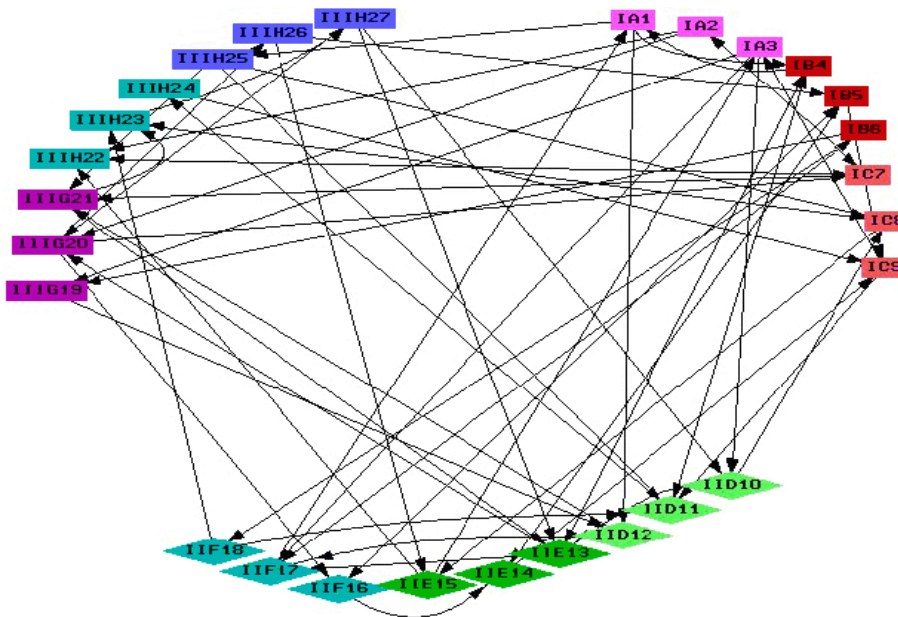 IIIH27
IA1
IA2
IIIH26
IA3
IIIH25
IB4
IIIH24
IB5
IIIH23
IB6
IIIH22
IC7
IIIG21
IC8
IIIG20
IC9
IIIG19
IID10
IID11
IID12
IIF18
IIE13
IIF17
IIE14
IIE15
IIF16